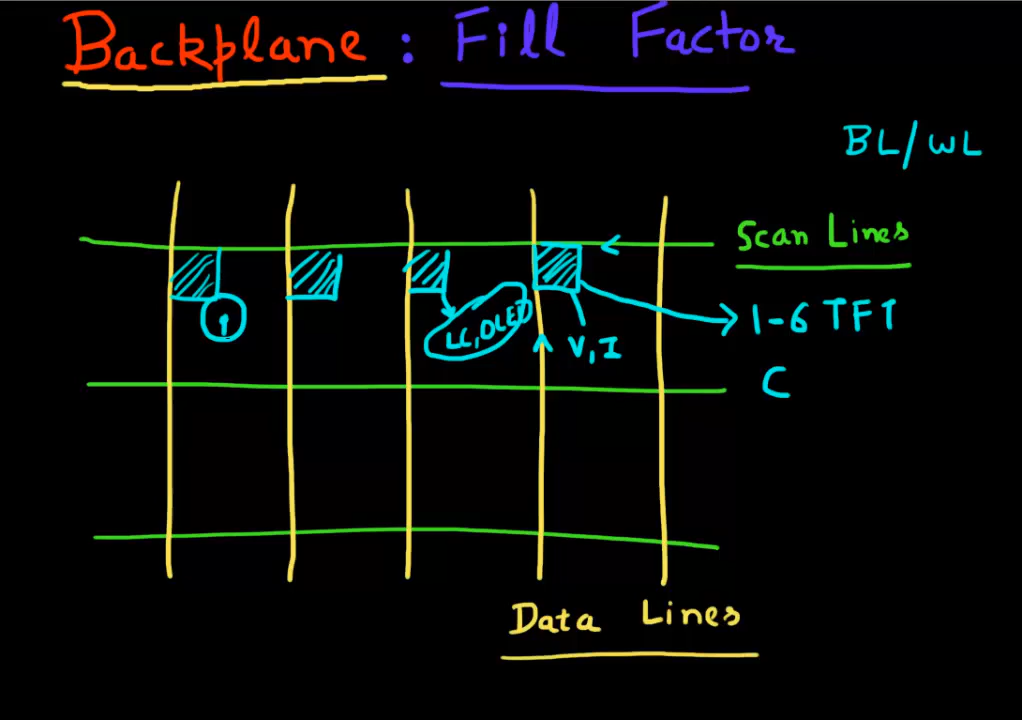 Backplane : Fill Factor
BL/WL
Scan Lines
LC, OLED
1-6 TFT
V, I
C
Data Lines